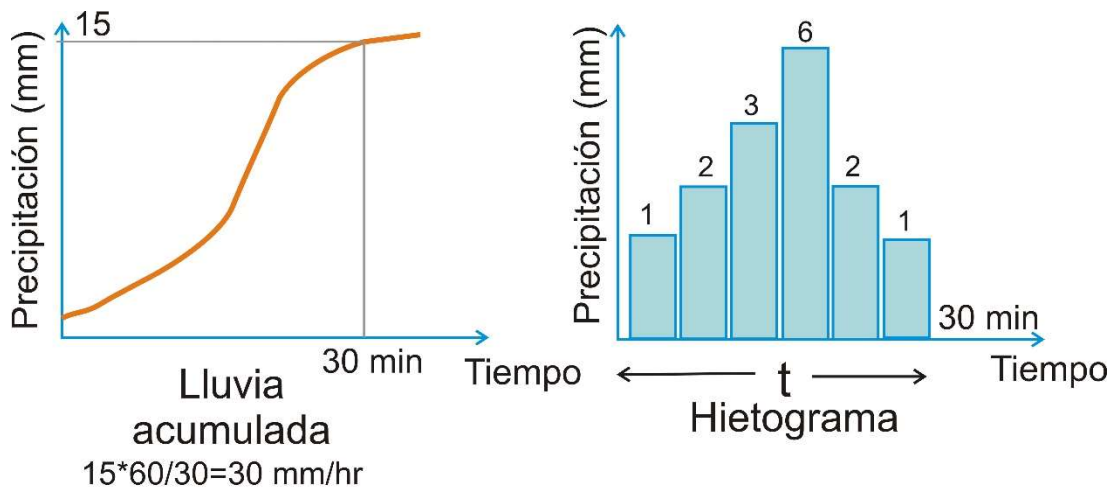 15
Precipitación (mm)
30 min
Tiempo
Lluvia
acumulada
15*60/30=30 mm/hr
Precipitación (mm)
1
2
3
6
2
1
30 min
Tiempo
t
Hietograma